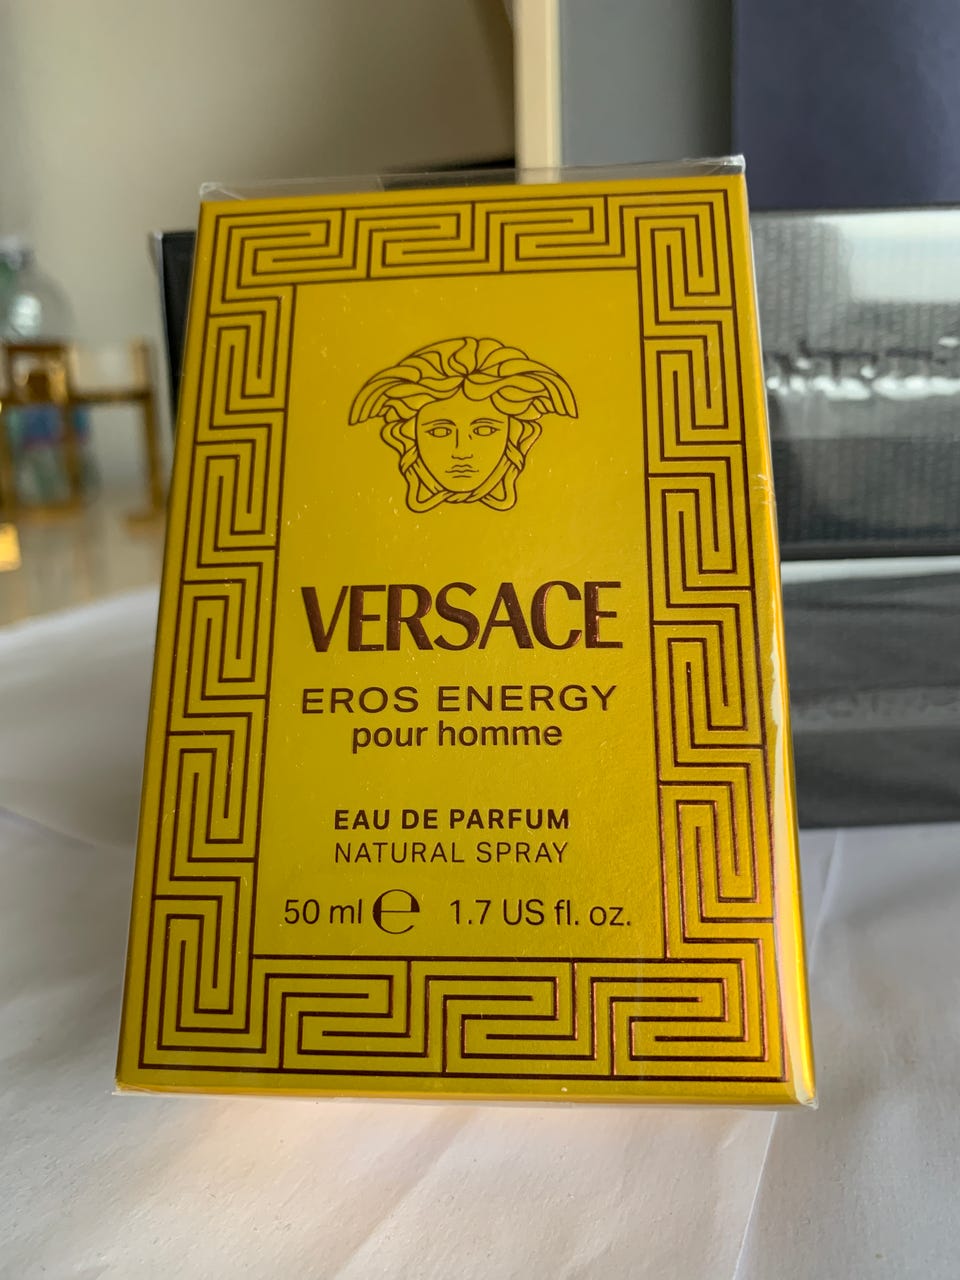 VERSACE
EROS ENERGY
pour homme
EAU DE PARFUM
NATURAL SPRAY
50 ml ℮ 1.7 US fl. oz.